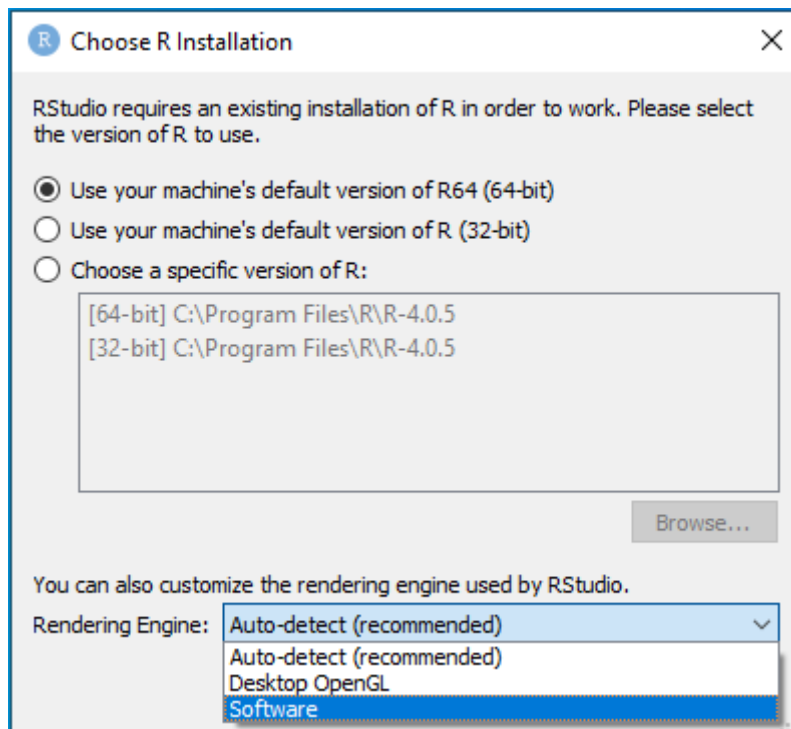 R Choose R Installation
RStudio requires an existing installation of R in order to work. Please select
the version of R to use.
Use your machine's default version of R64 (64-bit)
Use your machine's default version of R (32-bit)
Choose a specific version of R:
[64-bit] C:\Program Files\R\R-4.0.5
[32-bit] C:\Program Files\R\R-4.0.5
Browse...
You can also customize the rendering engine used by RStudio.
Rendering Engine: Auto-detect (recommended)
Auto-detect (recommended)
Desktop OpenGL
Software